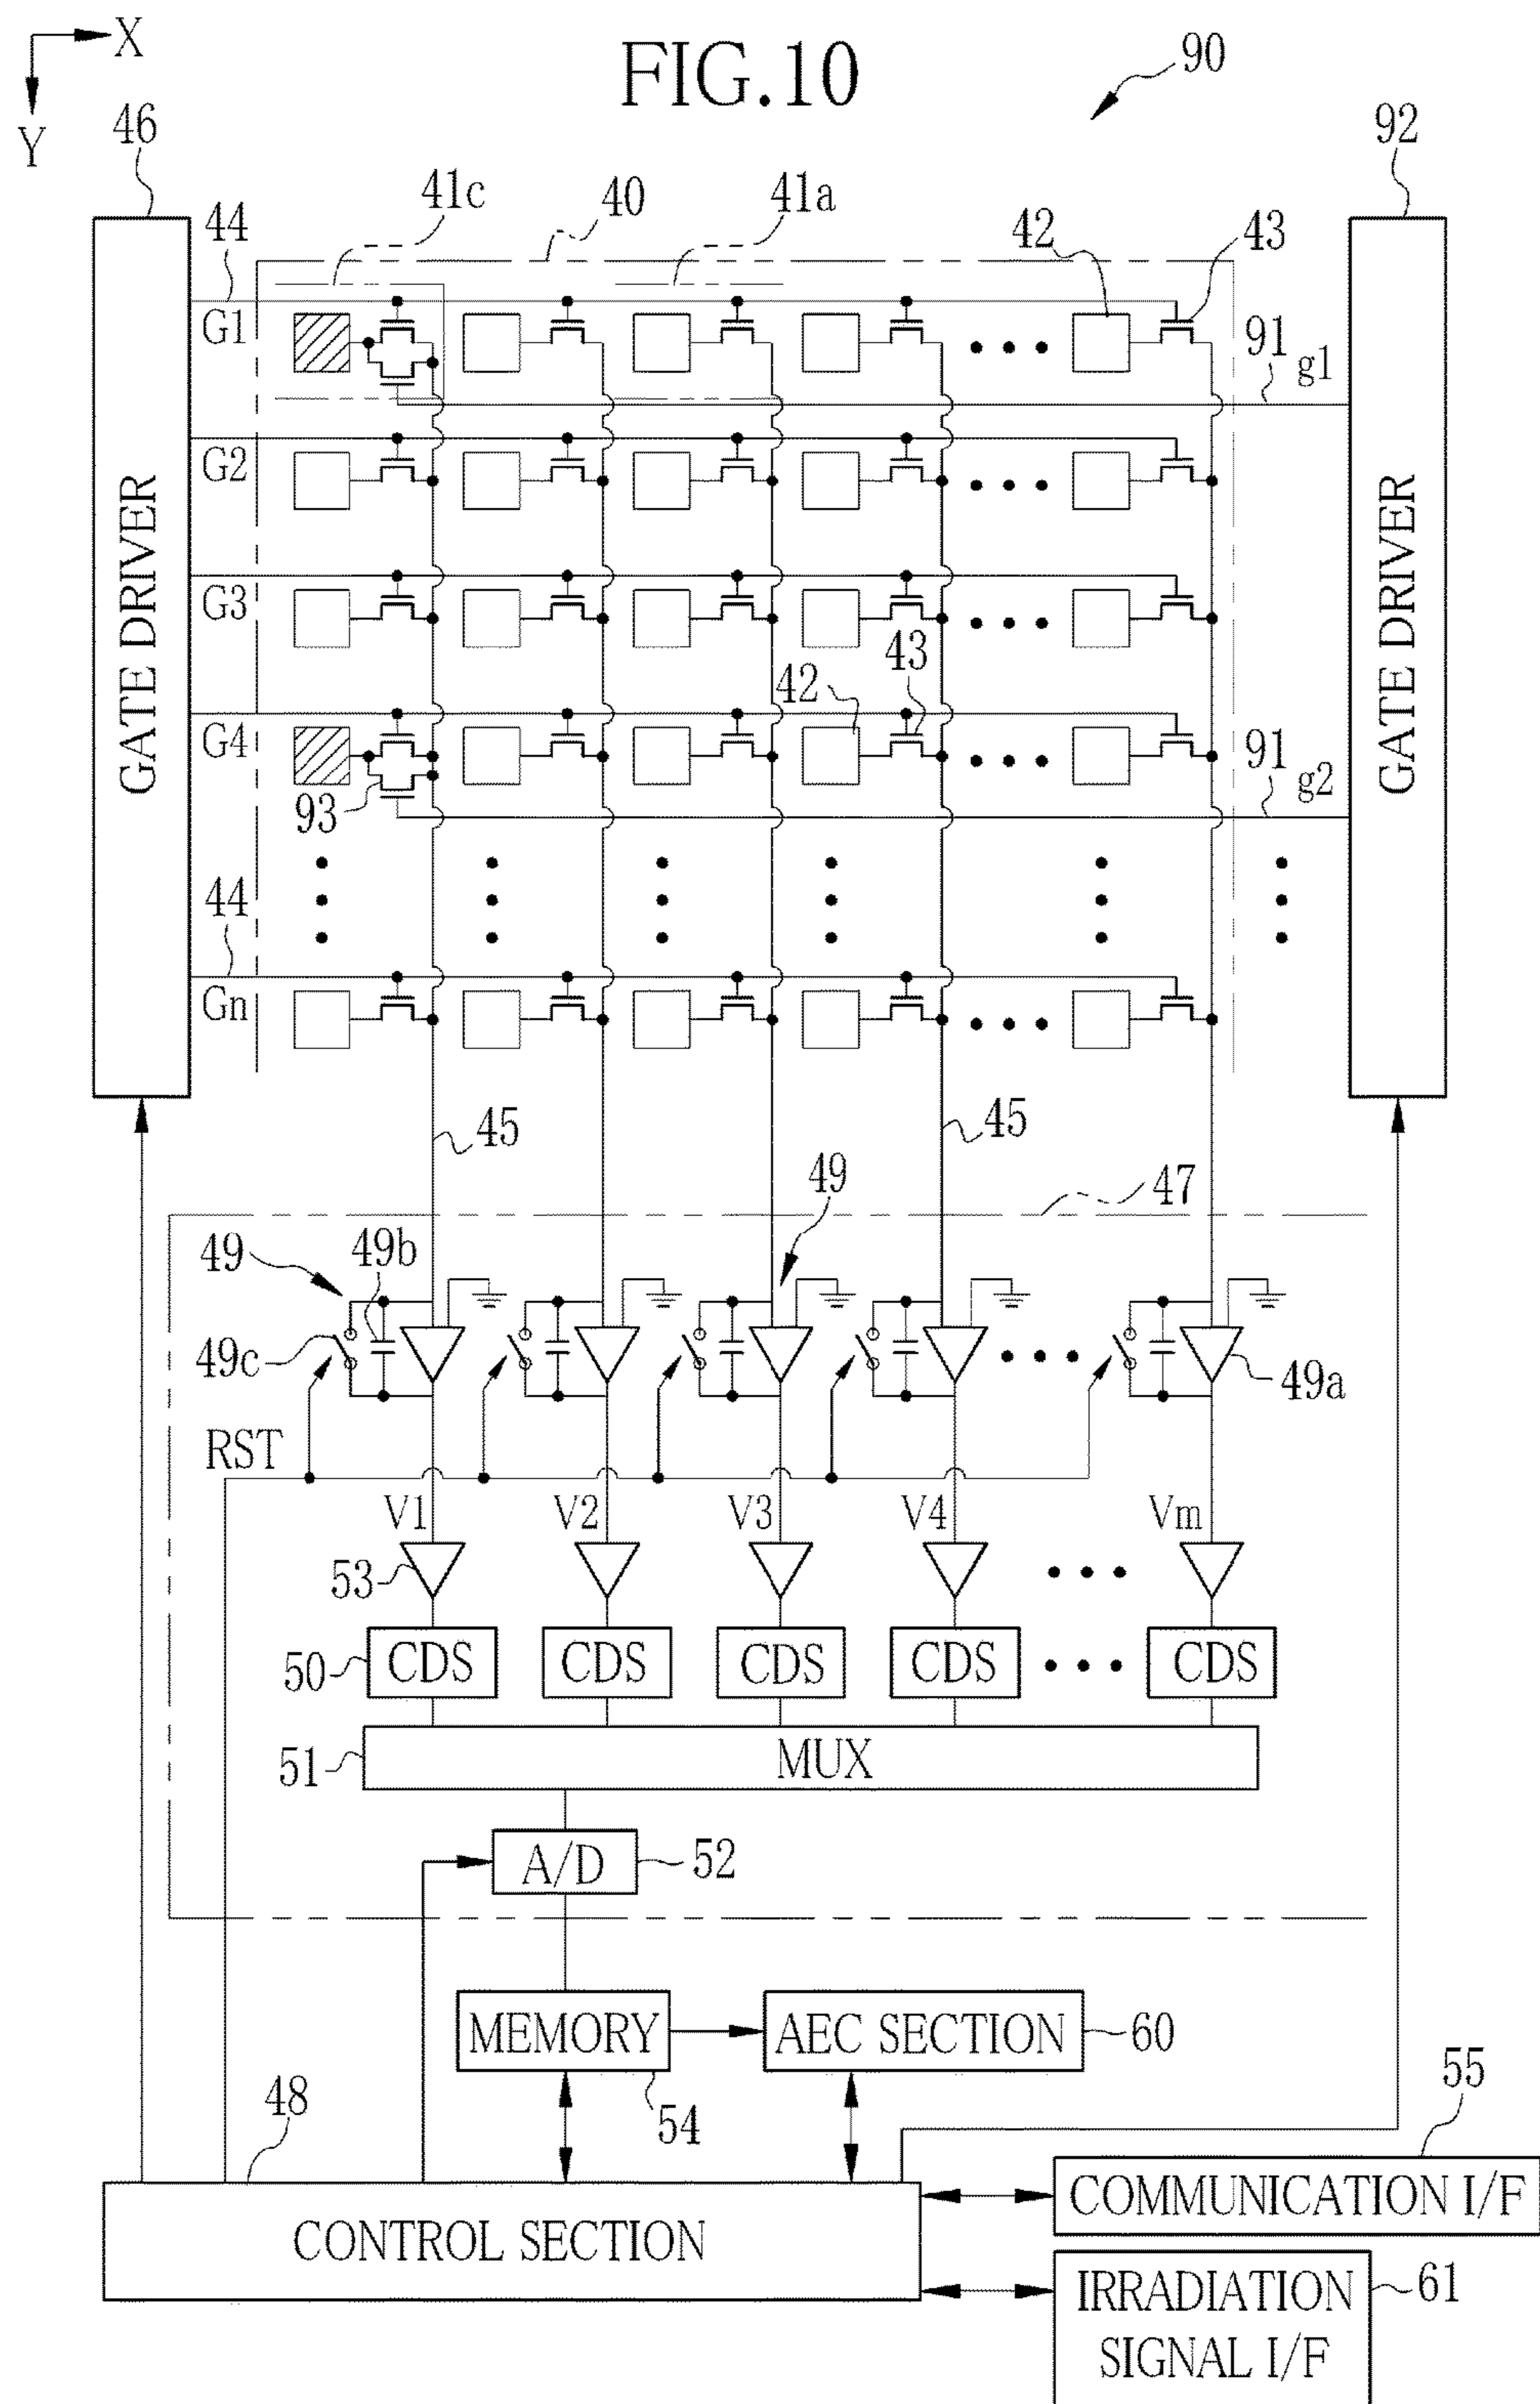 FIG.10
X
Y
90
46
92
44
41c
40
41a
42
43
G1
91
g1
G2
G3
GATE DRIVER
GATE DRIVER
43
42
G4
91
g2
93
44
Gn
45
45
47
49
49
49b
49c
49a
RST
V1
V2
V3
V4
Vm
53
50
CDS
CDS
CDS
CDS
CDS
51
MUX
A/D
52
MEMORY
AEC SECTION
60
54
48
55
CONTROL SECTION
COMMUNICATION I/F
IRRADIATION
SIGNAL I/F
61